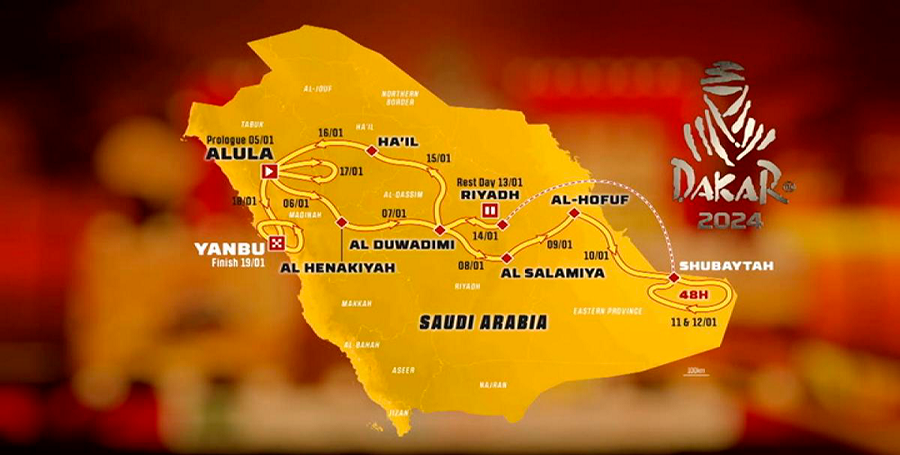 AL-JOUF
NORTHERN
BORDER
TABUK
HA'IL
Prologue 05/01
ALULA
16/01
HA'IL
17/01
15/01
18/01
06/01
MADINAH
AL-QASSIM
07/01
Rest Day 13/01
RIYADH
14/01
AL-HOFUF
YANBU
Finish 19/01
AL HENAKIYAH
AL DUWADIMI
08/01
09/01
AL SALAMIYA
10/01
SHUBAYTAH
48H
11 & 12/01
RIYADH
MAKKAH
EASTERN PROVINCE
SAUDI ARABIA
AL-BAHAH
ASEER
NAJRAN
JIZAN
100km
DAKAR
2024